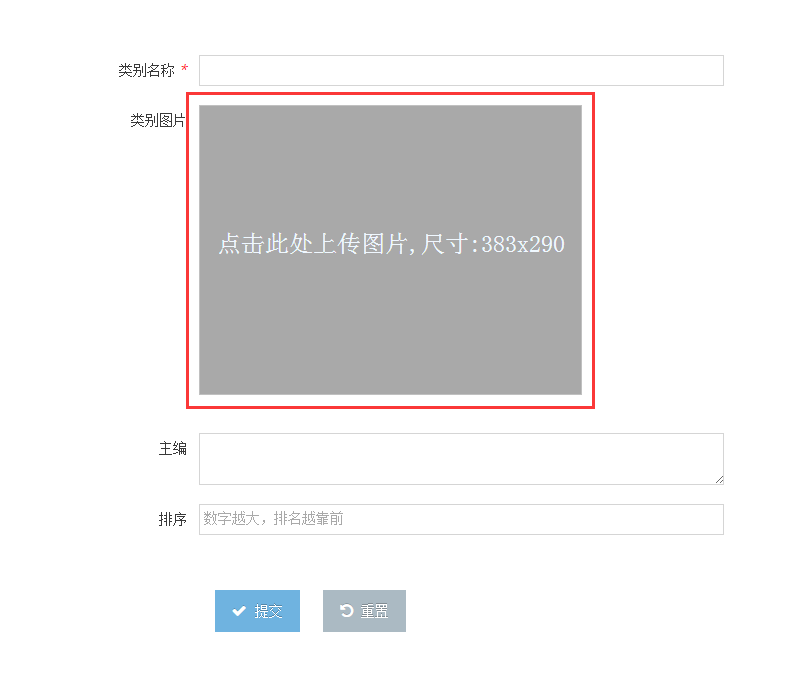 类别名称 *
类别图片
点击此处上传图片,尺寸:383x290
主编
排序 数字越大，排名越靠前
提交 重置